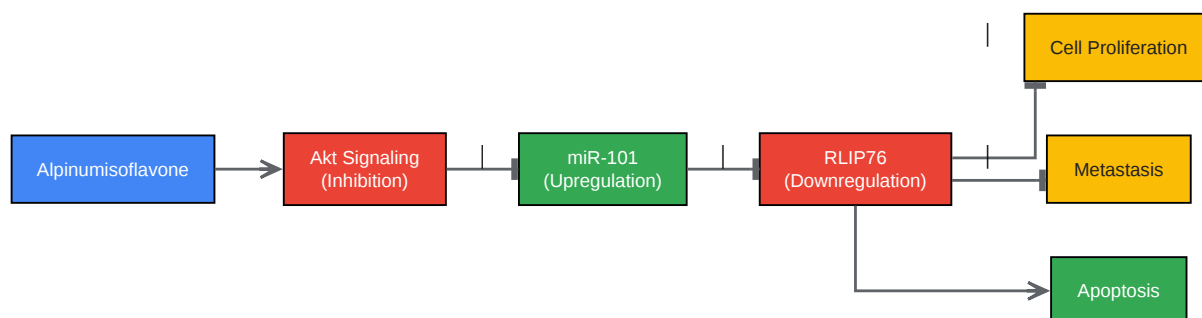 Cell Proliferation
Alpinumisoflavone
Akt Signaling
(Inhibition)
miR-101
(Upregulation)
RLIP76
(Downregulation)
Metastasis
Apoptosis